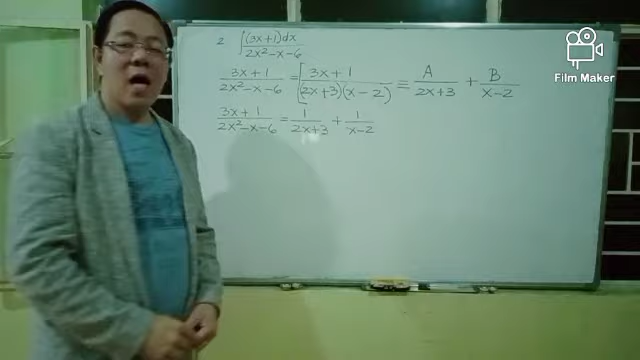 2 ∫(3x+1)dx / 2x²-x-6
3x+1 / 2x²-x-6 = [3x+1 / (2x+3)(x-2)] = A / 2x+3 + B / x-2
3x+1 / 2x²-x-6 = 1 / 2x+3 + 1 / x-2
Film Maker